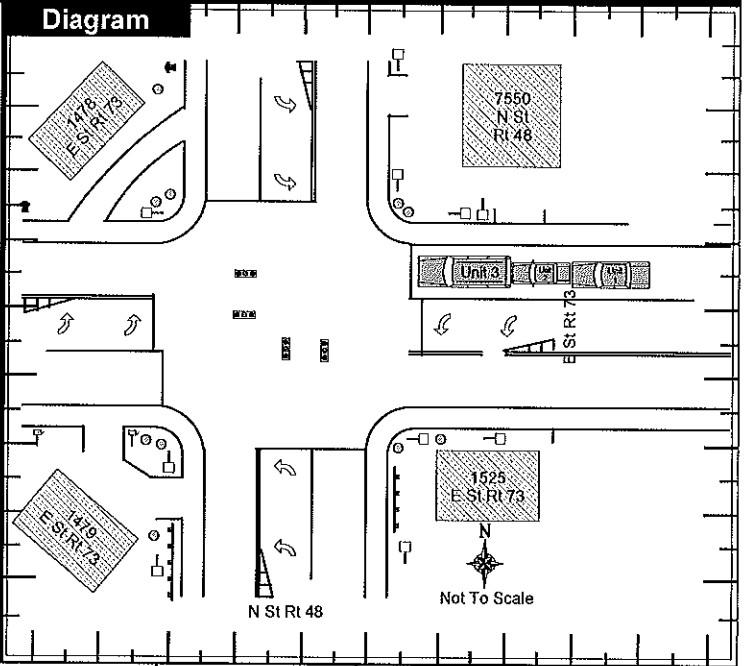 Diagram
1478
E St Rt 73
7550
N St
Rt 48
Unit 3
E St Rt 73
1479
E St Rt 73
1525
E St Rt 73
N
Not To Scale
N St Rt 48